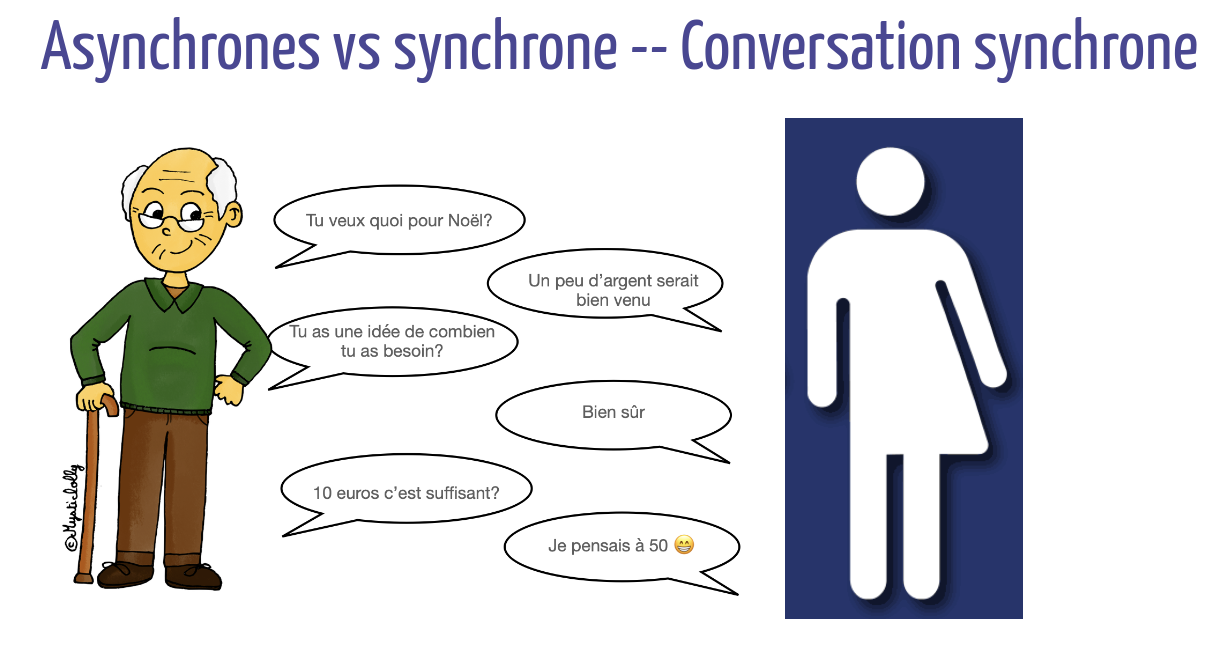 Asynchrones vs synchrone -- Conversation synchrone
Tu veux quoi pour Noël?
Un peu d’argent serait
bien venu
Tu as une idée de combien
tu as besoin?
Bien sûr
10 euros c’est suffisant?
Je pensais à 50 😁
©Mysticlolly